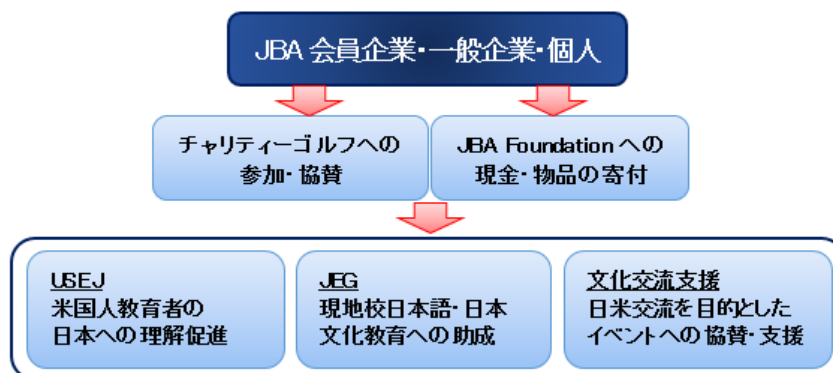 JBA 会員企業・一般企業・個人
チャリティーゴルフへの
参加・協賛
JBA Foundation への
現金・物品の寄付
USEJ
米国人教育者の
日本への理解促進
JEG
現地校日本語・日本
文化教育への助成
文化交流支援
日米交流を目的とした
イベントへの協賛・支援